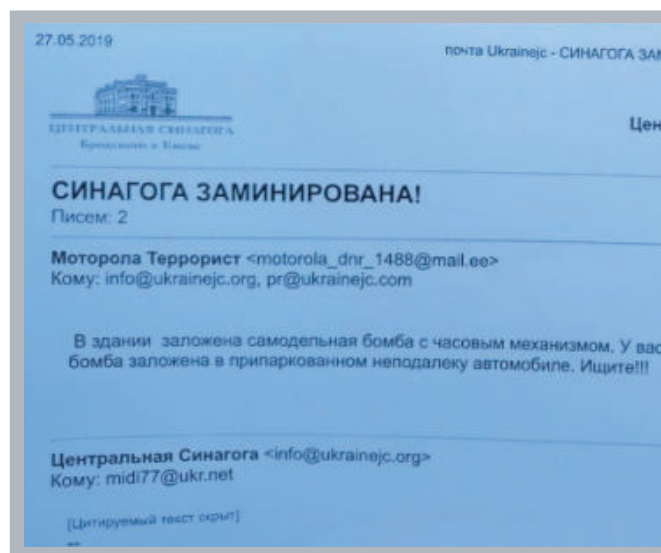 27.05.2019
почта Ukrainejc - СИНАГОГА ЗАМ
ЦЕНТРАЛЬНАЯ СИНАГОГА
Бродского в Киеве
Цен
СИНАГОГА ЗАМИНИРОВАНА!
Писем: 2
Моторола Террорист <motorola_dnr_1488@mail.ee>
Кому: info@ukrainejc.org, pr@ukrainejc.com
В здании заложена самодельная бомба с часовым механизмом. У вас
бомба заложена в припаркованном неподалеку автомобиле. Ищите!!!
Центральная Синагога <info@ukrainejc.org>
Кому: midi77@ukr.net
[Цитируемый текст скрыт]
--